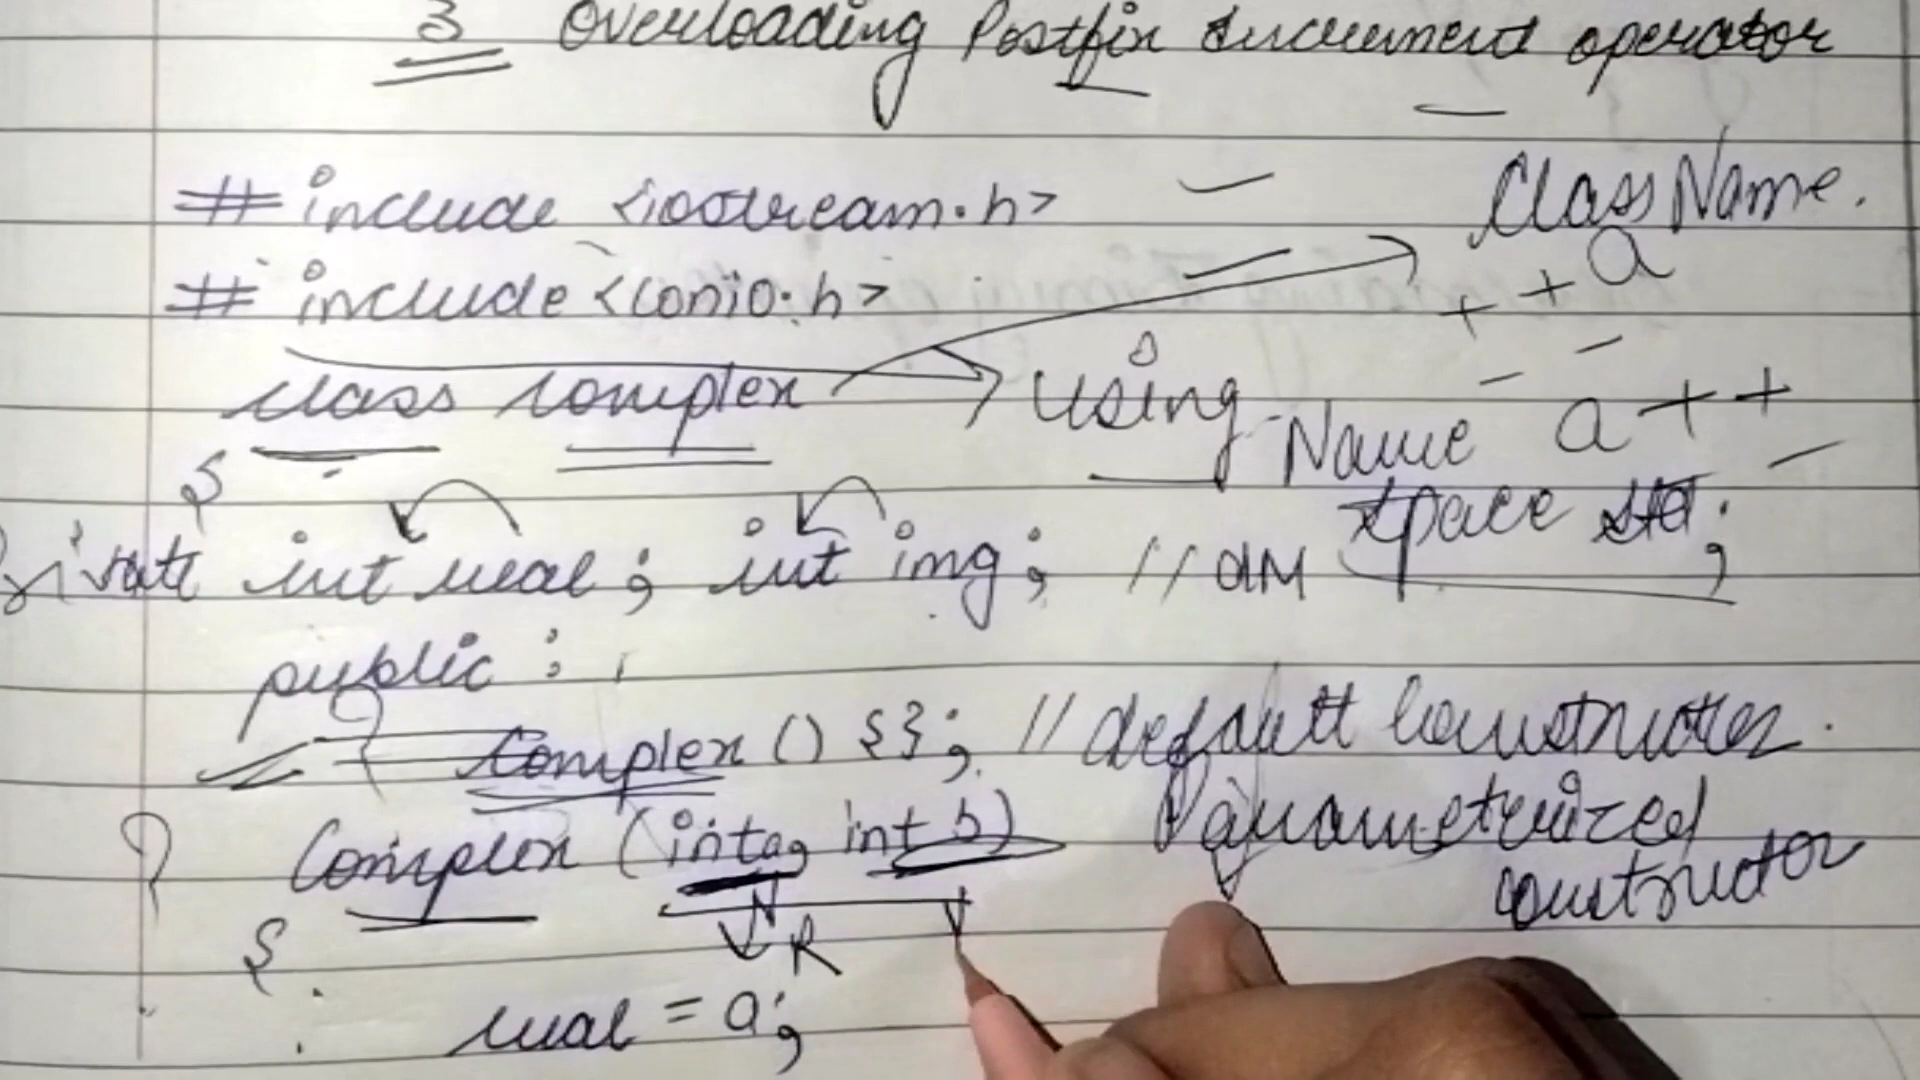 3 Overloading Postfix Increment operator
# include <iostream.h>
Class Name.
# include <conio.h>
++a
class complex
using Name space std;
a++
{
Private int real; int img; // DM
public :
Complex () {}; // default Constructor.
Complex (int a, int b) Parametrized constructor
R
{
real = a;